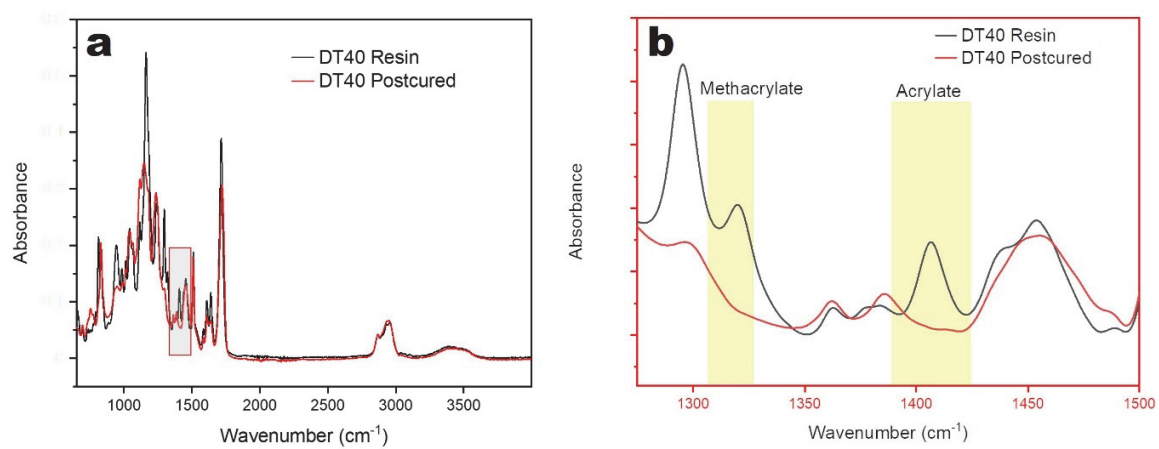 a
DT40 Resin
DT40 Postcured
Absorbance
1000 1500 2000 2500 3000 3500
Wavenumber (cm-1)
b
DT40 Resin
DT40 Postcured
Methacrylate
Acrylate
Absorbance
1300 1350 1400 1450 1500
Wavenumber (cm-1)